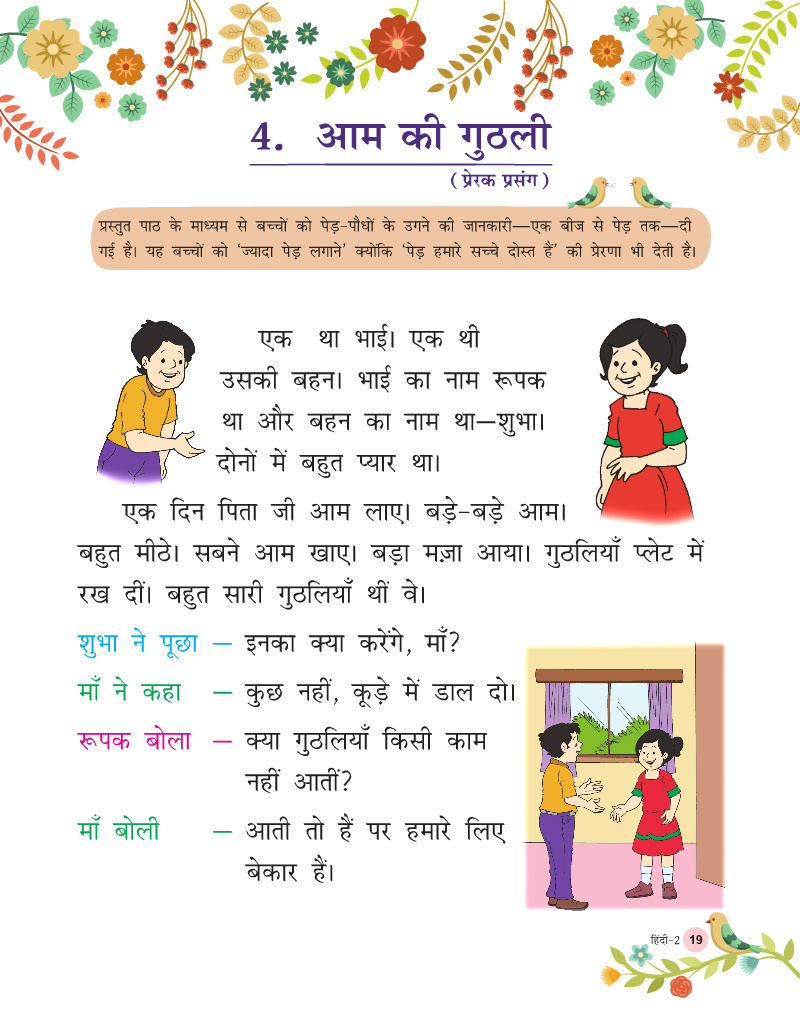 4. आम की गुठली
(प्रेरक प्रसंग)
प्रस्तुत पाठ के माध्यम से बच्चों को पेड़-पौधों के उगने की जानकारी—एक बीज से पेड़ तक—दी
गई है। यह बच्चों को 'ज्यादा पेड़ लगाने' क्योंकि 'पेड़ हमारे सच्चे दोस्त हैं' की प्रेरणा भी देती है।
एक था भाई। एक थी
उसकी बहन। भाई का नाम रूपक
था और बहन का नाम था—शुभा।
दोनों में बहुत प्यार था।
एक दिन पिता जी आम लाए। बड़े-बड़े आम।
बहुत मीठे। सबने आम खाए। बड़ा मज़ा आया। गुठलियाँ प्लेट में
रख दीं। बहुत सारी गुठलियाँ थीं वे।
शुभा ने पूछा — इनका क्या करेंगे, माँ?
माँ ने कहा — कुछ नहीं, कूड़े में डाल दो।
रूपक बोला — क्या गुठलियाँ किसी काम
नहीं आतीं?
माँ बोली — आती तो हैं पर हमारे लिए
बेकार हैं।
हिंदी-2 19